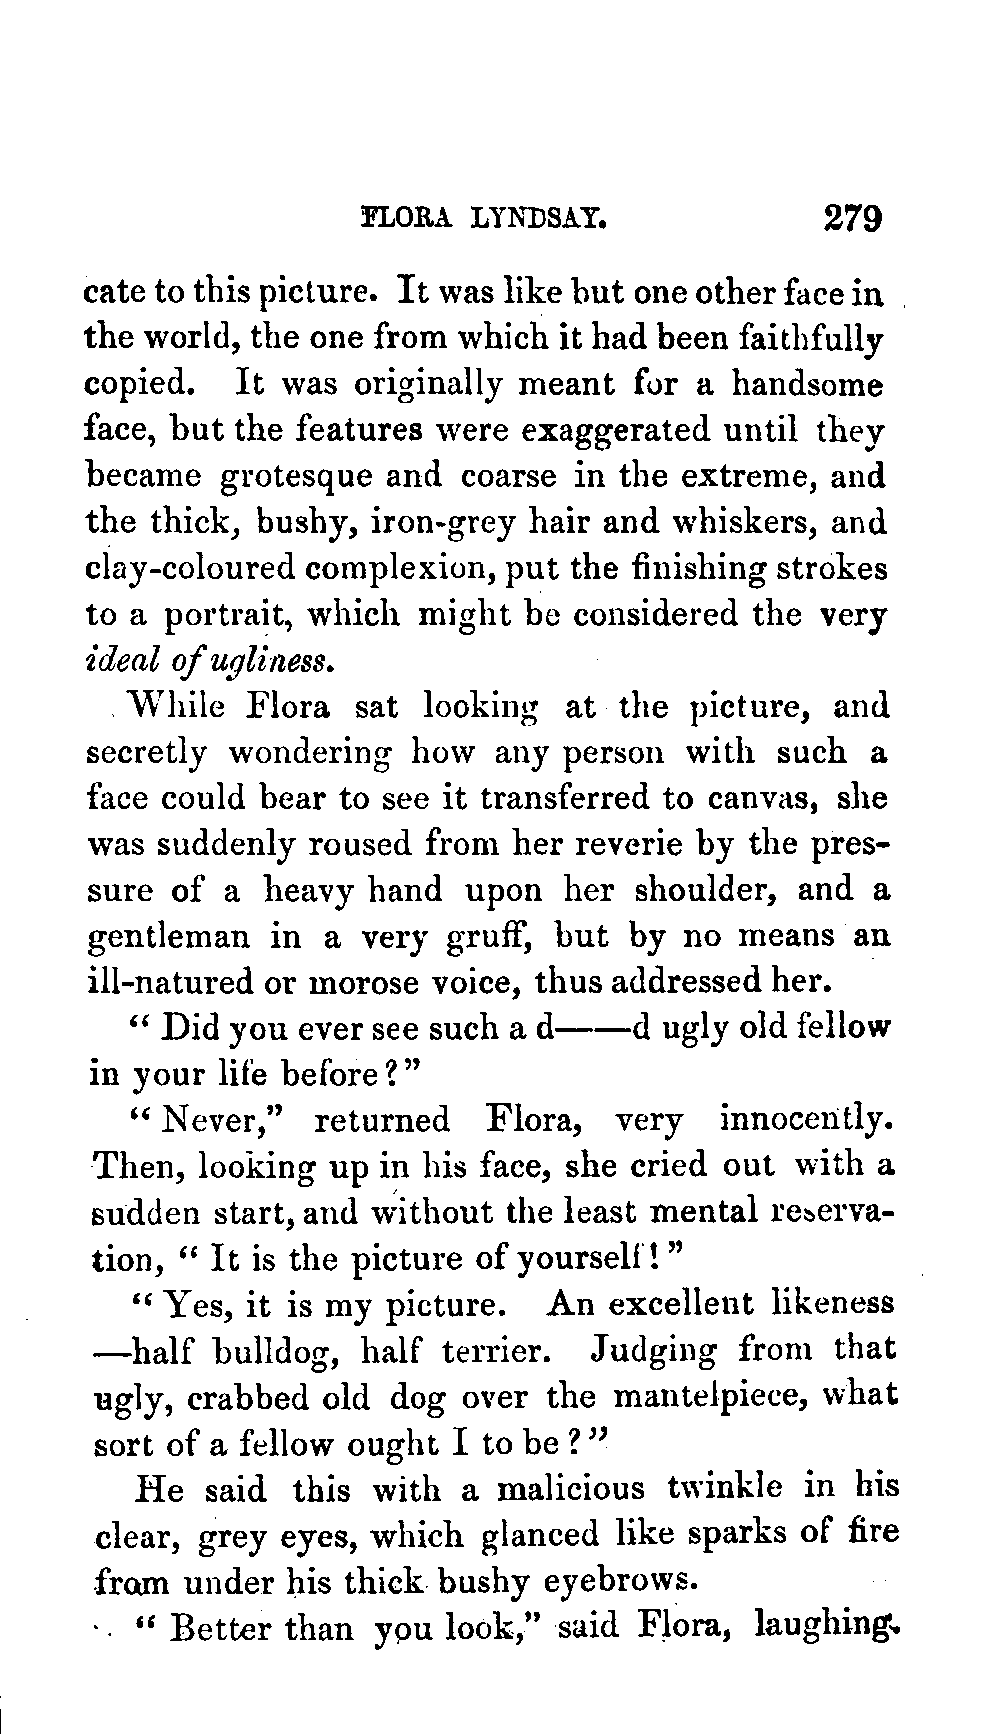 FLORA LYNDSAY. 279
cate to this picture. It was like but one other face in
the world, the one from which it had been faithfully
copied. It was originally meant for a handsome
face, but the features were exaggerated until they
became grotesque and coarse in the extreme, and
the thick, bushy, iron-grey hair and whiskers, and
clay-coloured complexion, put the finishing strokes
to a portrait, which might be considered the very
ideal of ugliness.
While Flora sat looking at the picture, and
secretly wondering how any person with such a
face could bear to see it transferred to canvas, she
was suddenly roused from her reverie by the pres-
sure of a heavy hand upon her shoulder, and a
gentleman in a very gruff, but by no means an
ill-natured or morose voice, thus addressed her.
“ Did you ever see such a d——d ugly old fellow
in your life before?”
“ Never,” returned Flora, very innocently.
Then, looking up in his face, she cried out with a
sudden start, and without the least mental reserva-
tion, “ It is the picture of yourself!”
“ Yes, it is my picture. An excellent likeness
—half bulldog, half terrier. Judging from that
ugly, crabbed old dog over the mantelpiece, what
sort of a fellow ought I to be?”
He said this with a malicious twinkle in his
clear, grey eyes, which glanced like sparks of fire
from under his thick bushy eyebrows.
“ Better than you look,” said Flora, laughing.